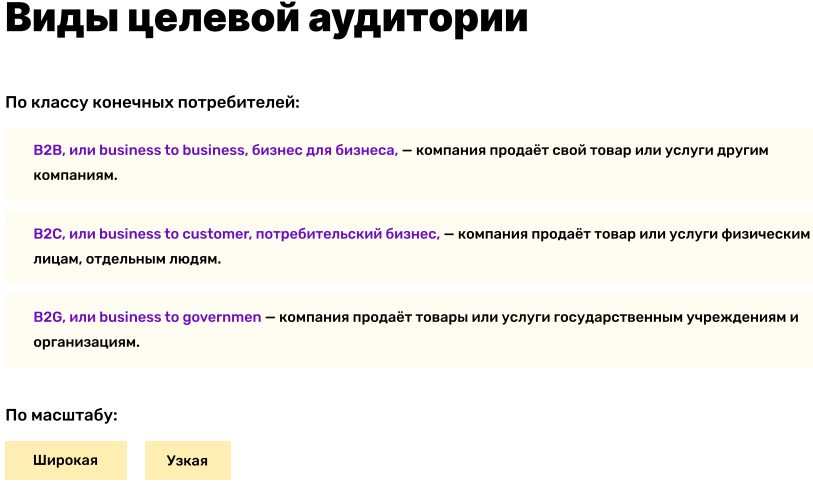 Виды целевой аудитории
По классу конечных потребителей:
B2B, или business to business, бизнес для бизнеса, — компания продаёт свой товар или услуги другим
компаниям.
B2C, или business to customer, потребительский бизнес, — компания продаёт товар или услуги физическим
лицам, отдельным людям.
B2G, или business to governmen — компания продаёт товары или услуги государственным учреждениям и
организациям.
По масштабу:
Широкая Узкая